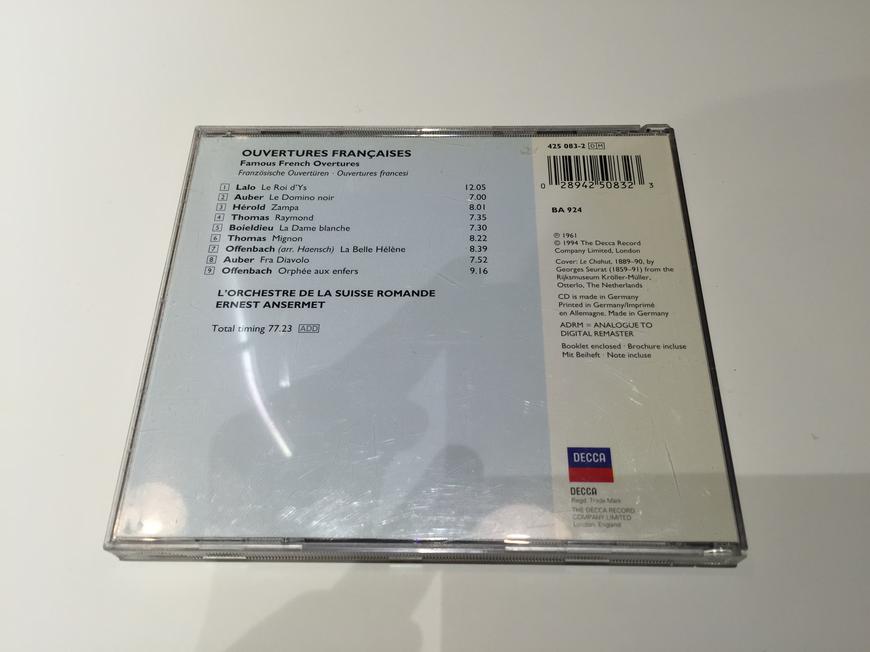 OUVERTURES FRANÇAISES
Famous French Overtures
Französische Ouvertüren · Ouvertures francesi
1 Lalo Le Roi d'Ys 12.05
2 Auber Le Domino noir 7.00
3 Hérold Zampa 8.01
4 Thomas Raymond 7.35
5 Boieldieu La Dame blanche 7.30
6 Thomas Mignon 8.22
7 Offenbach (arr. Haensch) La Belle Hélène 8.39
8 Auber Fra Diavolo 7.52
9 Offenbach Orphée aux enfers 9.16
L'ORCHESTRE DE LA SUISSE ROMANDE
ERNEST ANSERMET
Total timing 77.23 ADD
425 083-2 GM
0 28942 50832 3
BA 924
℗ 1961
© 1994 The Decca Record
Company Limited, London
Cover: Le Chahut, 1889-90, by
Georges Seurat (1859-91) from the
Rijksmuseum Kröller-Müller,
Otterlo, The Netherlands
CD is made in Germany
Printed in Germany/Imprimé
en Allemagne. Made in Germany
ADRM = ANALOGUE TO
DIGITAL REMASTER
Booklet enclosed · Brochure incluse
Mit Beiheft · Note incluse
DECCA
DECCA
Regd. Trade Mark
THE DECCA RECORD
COMPANY LIMITED
London, England